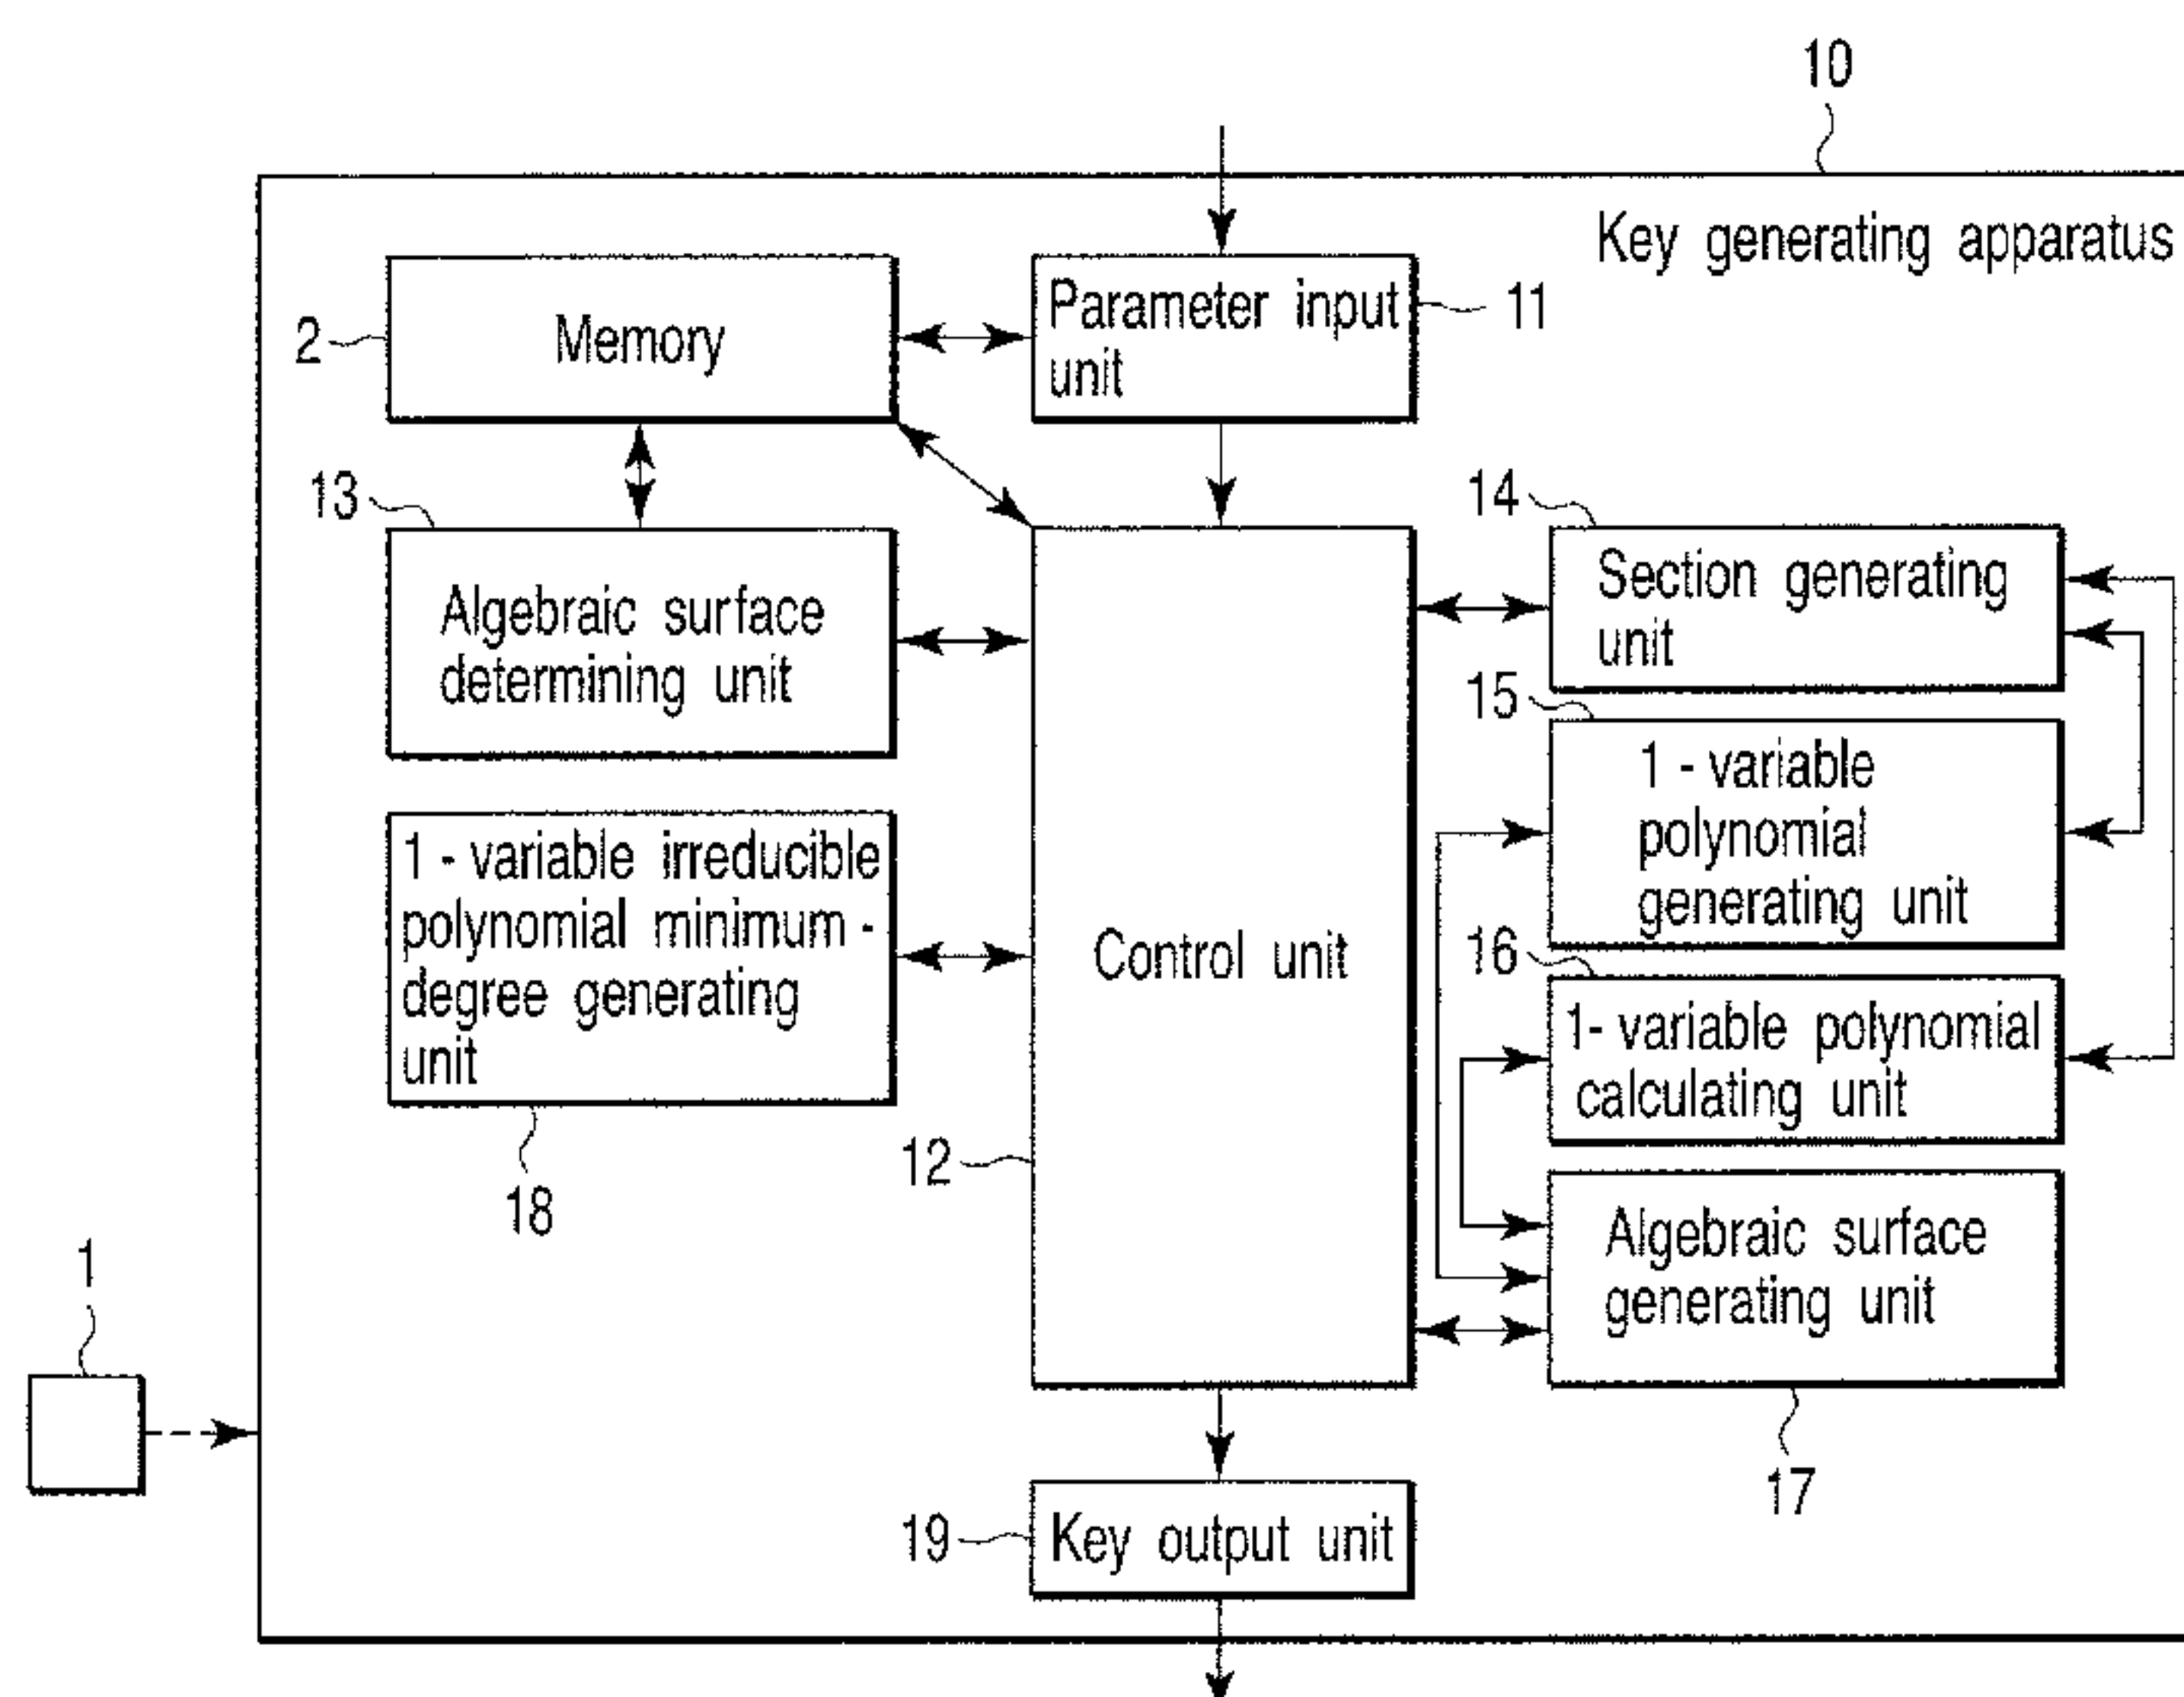 10
Key generating apparatus
2
Memory
Parameter input
unit
11
13
Algebraic surface
determining unit
14
Section generating
unit
15
1 - variable
polynomial
generating unit
1 - variable irreducible
polynomial minimum -
degree generating
unit
18
Control unit
12
16
1- variable polynomial
calculating unit
Algebraic surface
generating unit
17
1
19
Key output unit